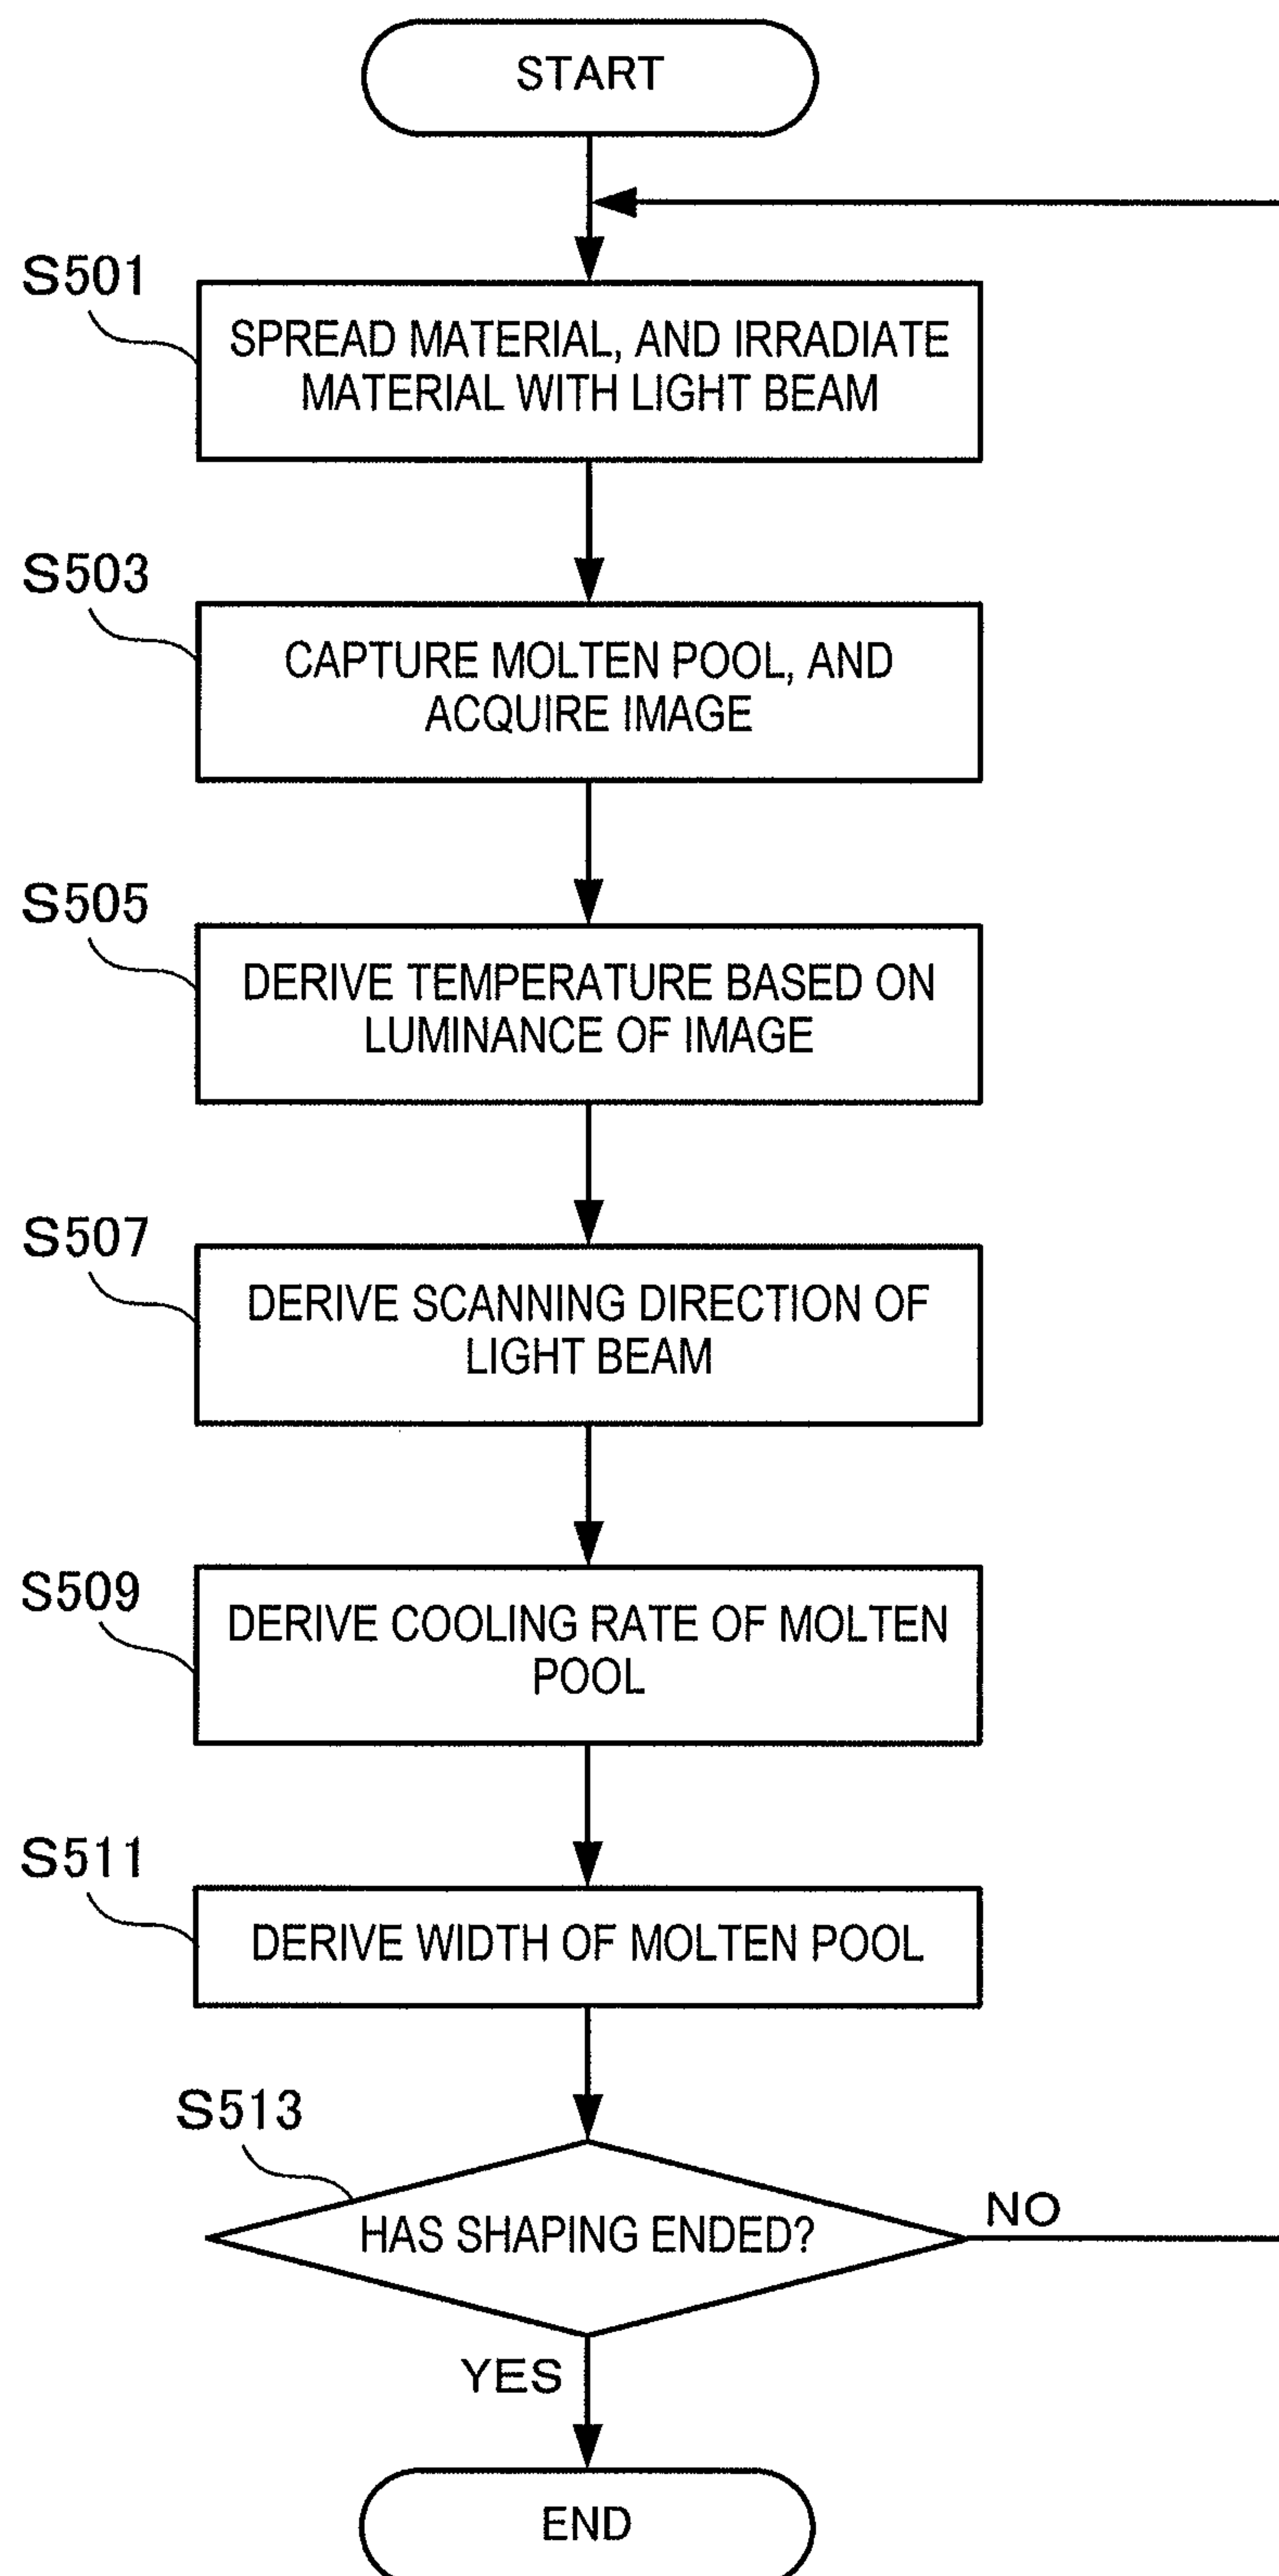 START
S501
SPREAD MATERIAL, AND IRRADIATE
MATERIAL WITH LIGHT BEAM
S503
CAPTURE MOLTEN POOL, AND
ACQUIRE IMAGE
S505
DERIVE TEMPERATURE BASED ON
LUMINANCE OF IMAGE
S507
DERIVE SCANNING DIRECTION OF
LIGHT BEAM
S509
DERIVE COOLING RATE OF MOLTEN
POOL
S511
DERIVE WIDTH OF MOLTEN POOL
S513
HAS SHAPING ENDED?
NO
YES
END